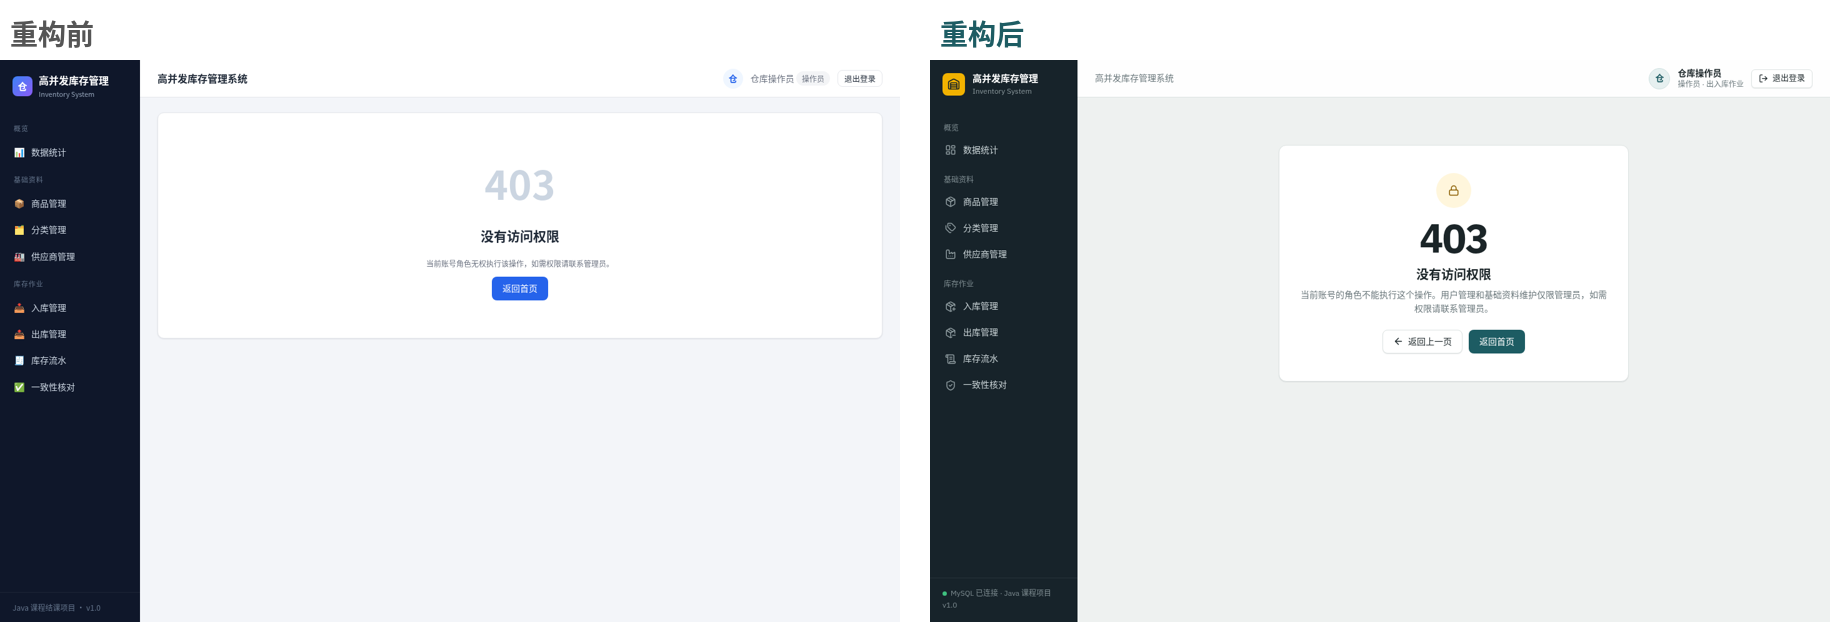 重构前
仓
高并发库存管理
Inventory System
概览
数据统计
基础资料
商品管理
分类管理
供应商管理
库存作业
入库管理
出库管理
库存流水
一致性核对
Java 课程结课项目 · v1.0
高并发库存管理系统
仓
仓库操作员
操作员
退出登录
403
没有访问权限
当前账号角色无权执行该操作，如需权限请联系管理员。
返回首页
重构后
高并发库存管理
Inventory System
概览
数据统计
基础资料
商品管理
分类管理
供应商管理
库存作业
入库管理
出库管理
库存流水
一致性核对
MySQL 已连接 · Java 课程项目
v1.0
高并发库存管理系统
仓
仓库操作员
操作员 · 出入库作业
退出登录
403
没有访问权限
当前账号的角色不能执行这个操作。用户管理和基础资料维护仅限管理员，如需
权限请联系管理员。
返回上一页
返回首页